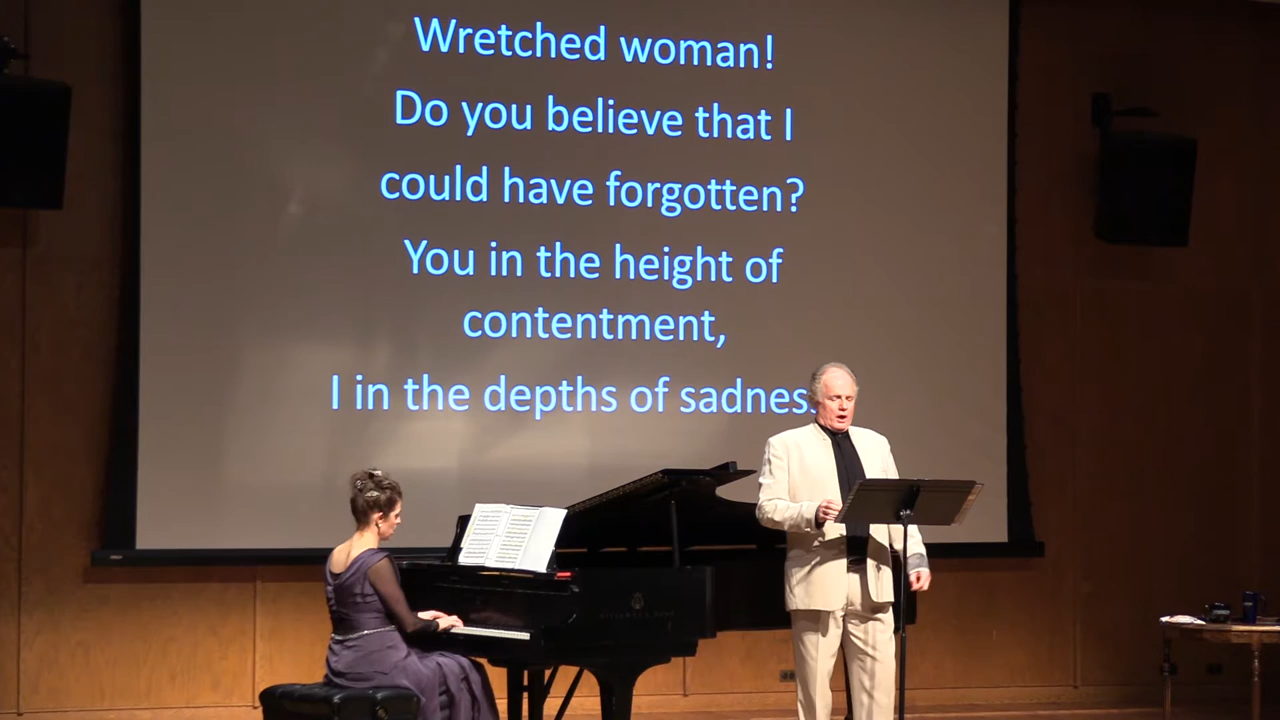 Wretched woman!
Do you believe that I
could have forgotten?
You in the height of
contentment,
I in the depths of sadness